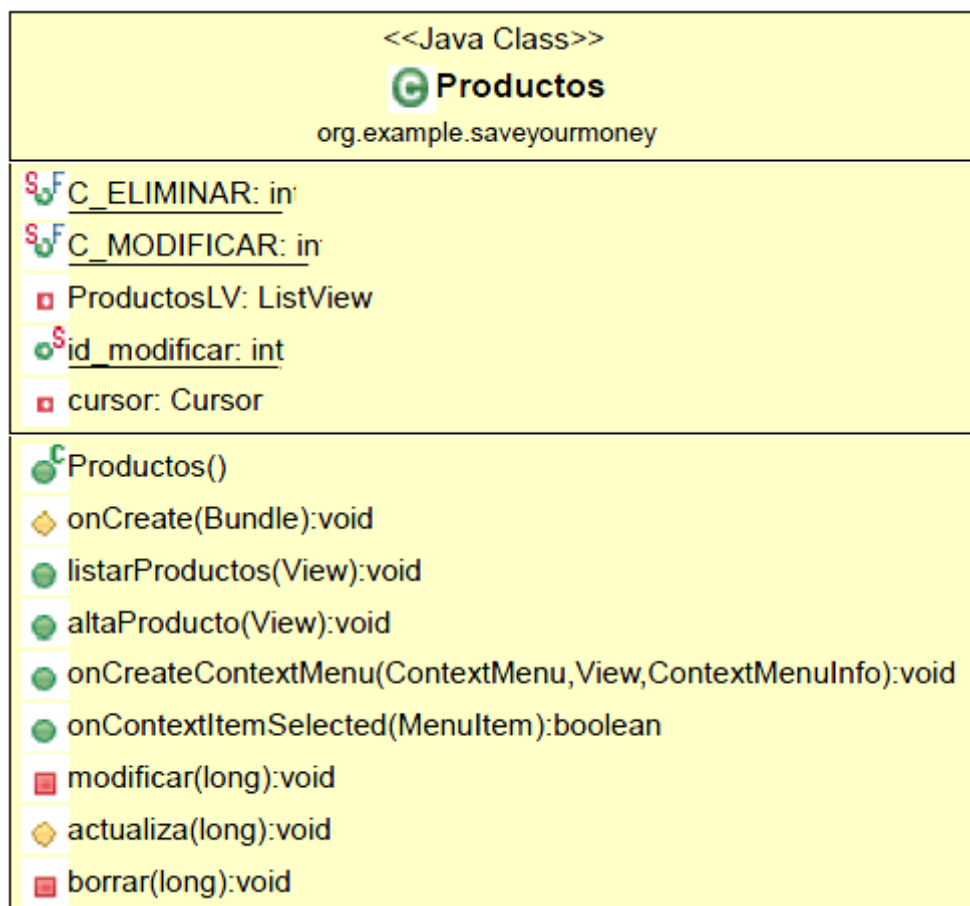 <<Java Class>>
C Productos
org.example.saveyourmoney
S F C_ELIMINAR: int
S F C_MODIFICAR: int
ProductosLV: ListView
S id_modificar: int
cursor: Cursor
C Productos()
onCreate(Bundle):void
listarProductos(View):void
altaProducto(View):void
onCreateContextMenu(ContextMenu,View,ContextMenuInfo):void
onContextItemSelected(MenuItem):boolean
modificar(long):void
actualiza(long):void
borrar(long):void